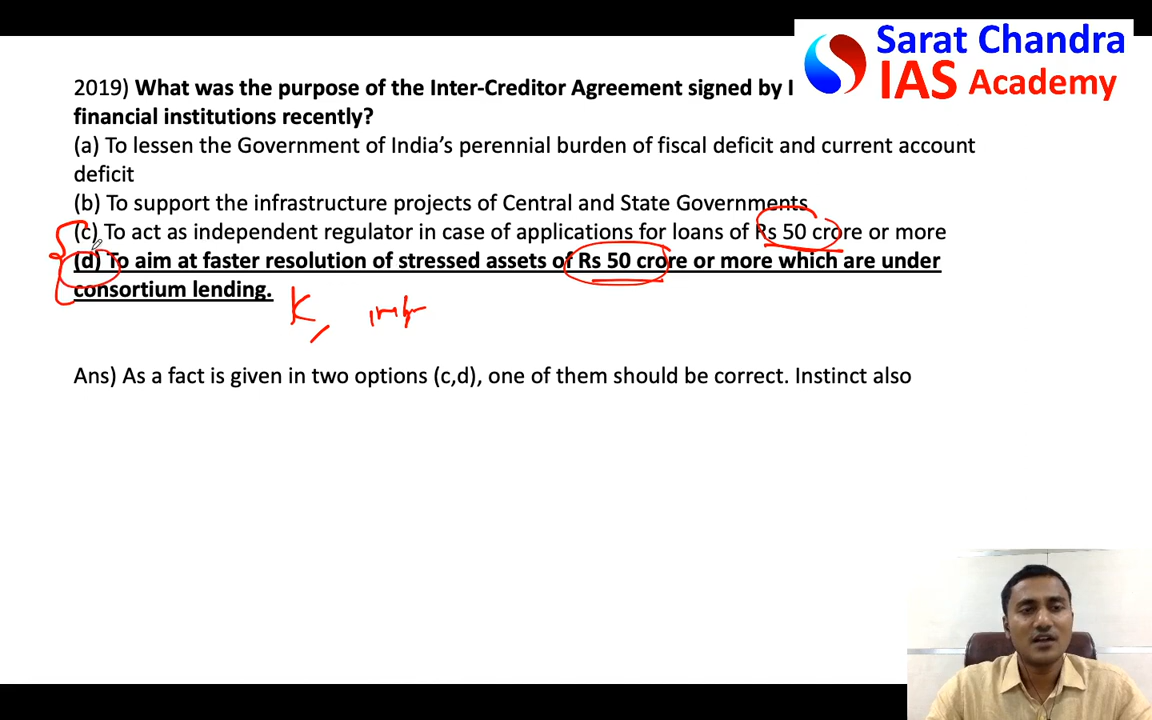 Sarat Chandra
IAS Academy
2019) What was the purpose of the Inter-Creditor Agreement signed by I
financial institutions recently?
(a) To lessen the Government of India’s perennial burden of fiscal deficit and current account
deficit
(b) To support the infrastructure projects of Central and State Governments
(c) To act as independent regulator in case of applications for loans of Rs 50 crore or more
(d) To aim at faster resolution of stressed assets of Rs 50 crore or more which are under
consortium lending.
K,
Ans) As a fact is given in two options (c,d), one of them should be correct. Instinct also